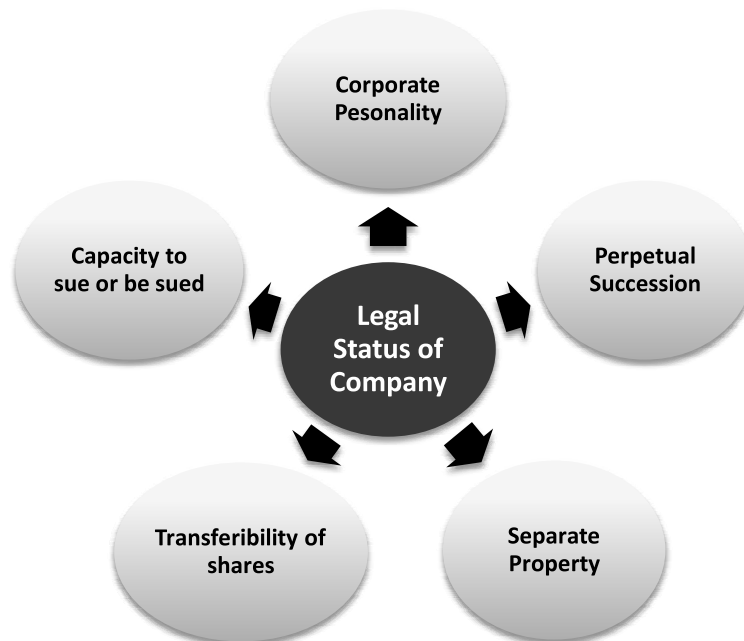 Corporate
Pesonality
Capacity to
sue or be sued
Perpetual
Succession
Legal
Status of
Company
Transferibility of
shares
Separate
Property